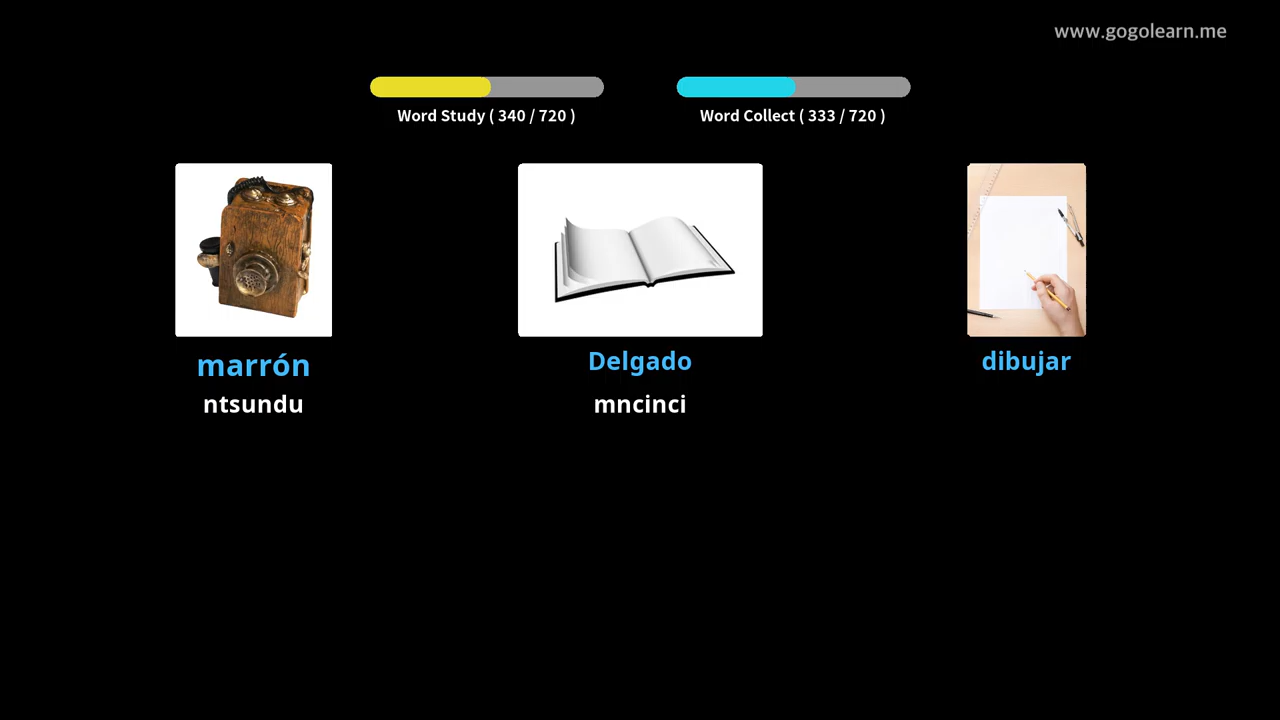 www.gogolearn.me
Word Study ( 340 / 720 )
Word Collect ( 333 / 720 )
marrón
ntsundu
Delgado
mncinci
dibujar